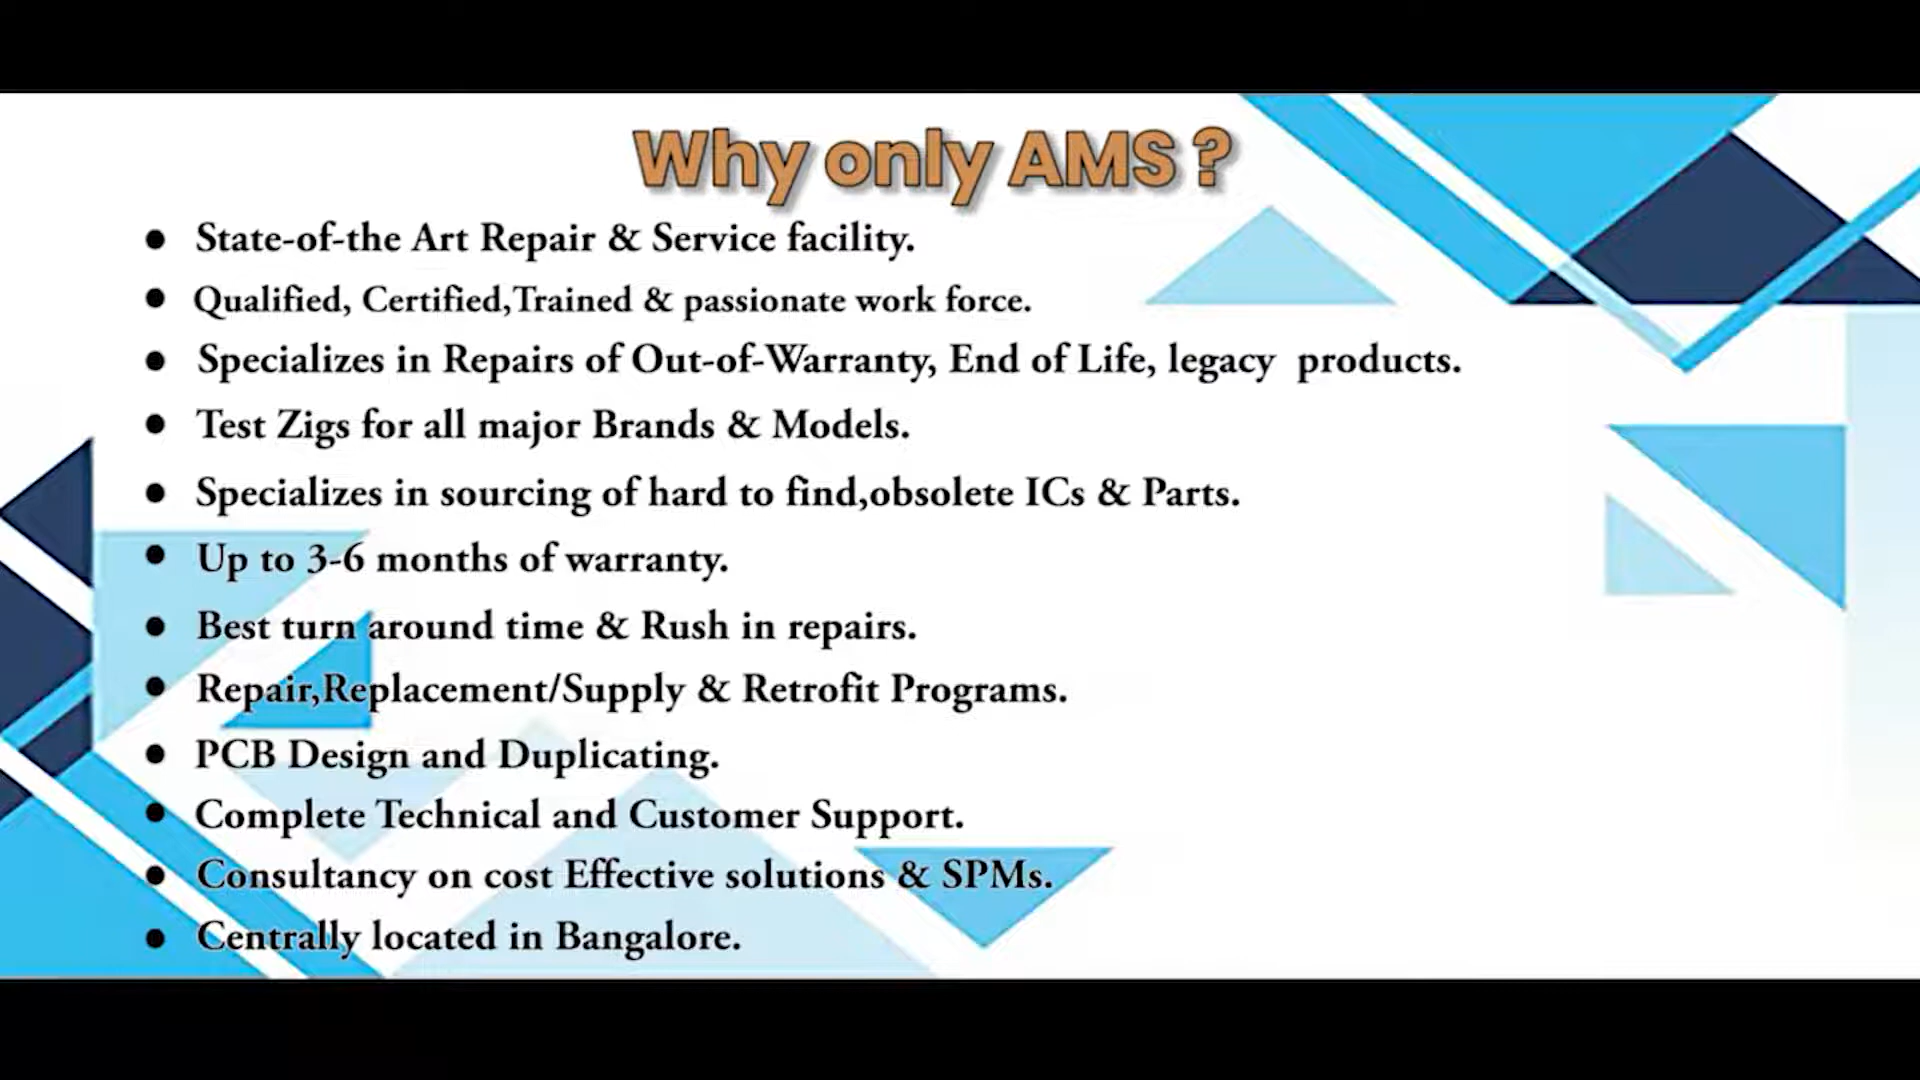 Why only AMS ?
● State-of-the Art Repair & Service facility.
● Qualified, Certified,Trained & passionate work force.
● Specializes in Repairs of Out-of-Warranty, End of Life, legacy  products.
● Test Zigs for all major Brands & Models.
● Specializes in sourcing of hard to find,obsolete ICs & Parts.
● Up to 3-6 months of warranty.
● Best turn around time & Rush in repairs.
● Repair,Replacement/Supply & Retrofit Programs.
● PCB Design and Duplicating.
● Complete Technical and Customer Support.
● Consultancy on cost Effective solutions & SPMs.
● Centrally located in Bangalore.